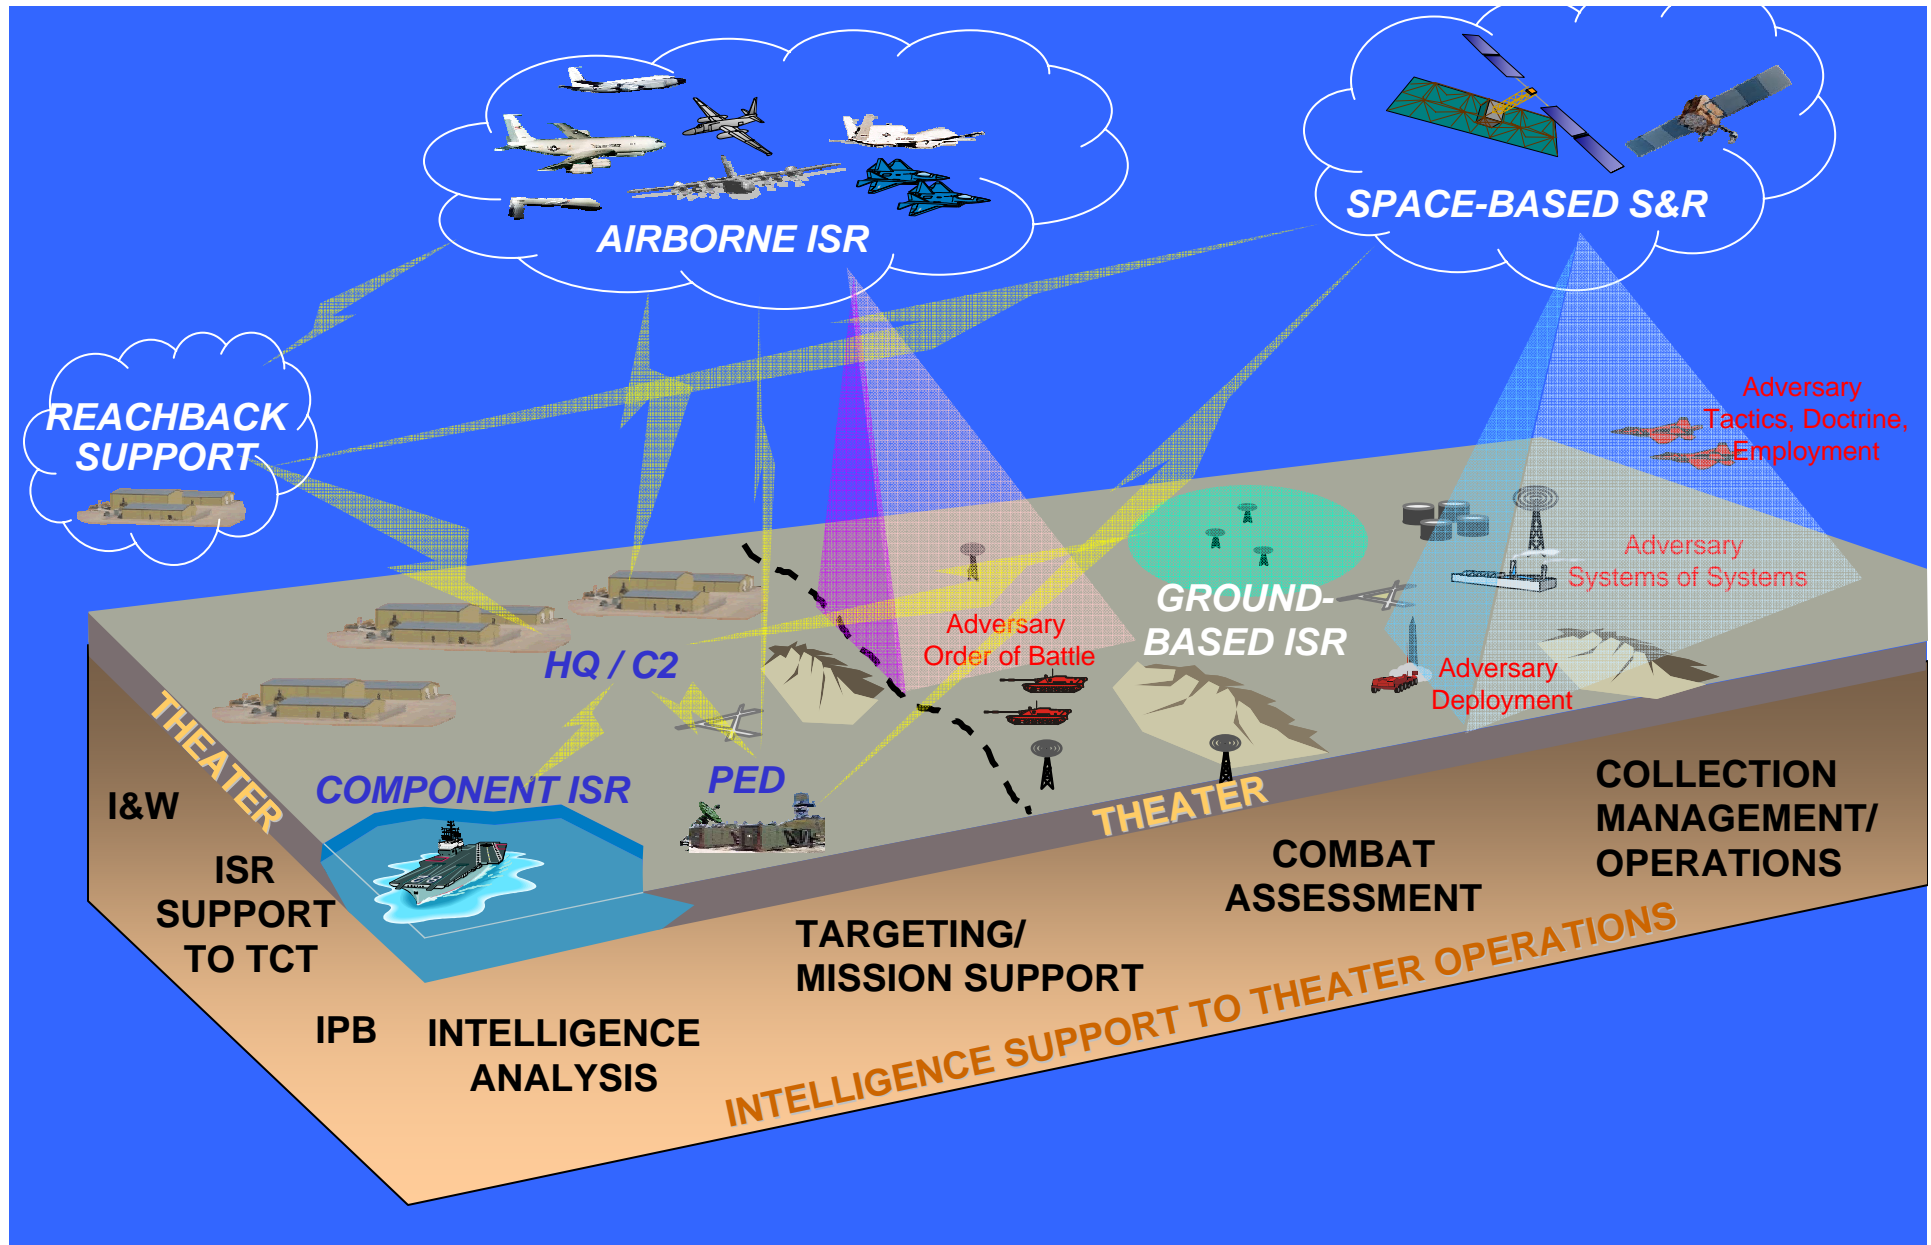 AIRBORNE ISR
SPACE-BASED S&R
REACHBACK
SUPPORT
Adversary
Tactics, Doctrine,
Employment
Adversary
Systems of Systems
GROUND-
BASED ISR
Adversary
Order of Battle
HQ / C2
Adversary
Deployment
THEATER
COMPONENT ISR
PED
THEATER
I&W
ISR
SUPPORT
TO TCT
IPB
INTELLIGENCE
ANALYSIS
TARGETING/
MISSION SUPPORT
COMBAT
ASSESSMENT
COLLECTION
MANAGEMENT/
OPERATIONS
INTELLIGENCE SUPPORT TO THEATER OPERATIONS